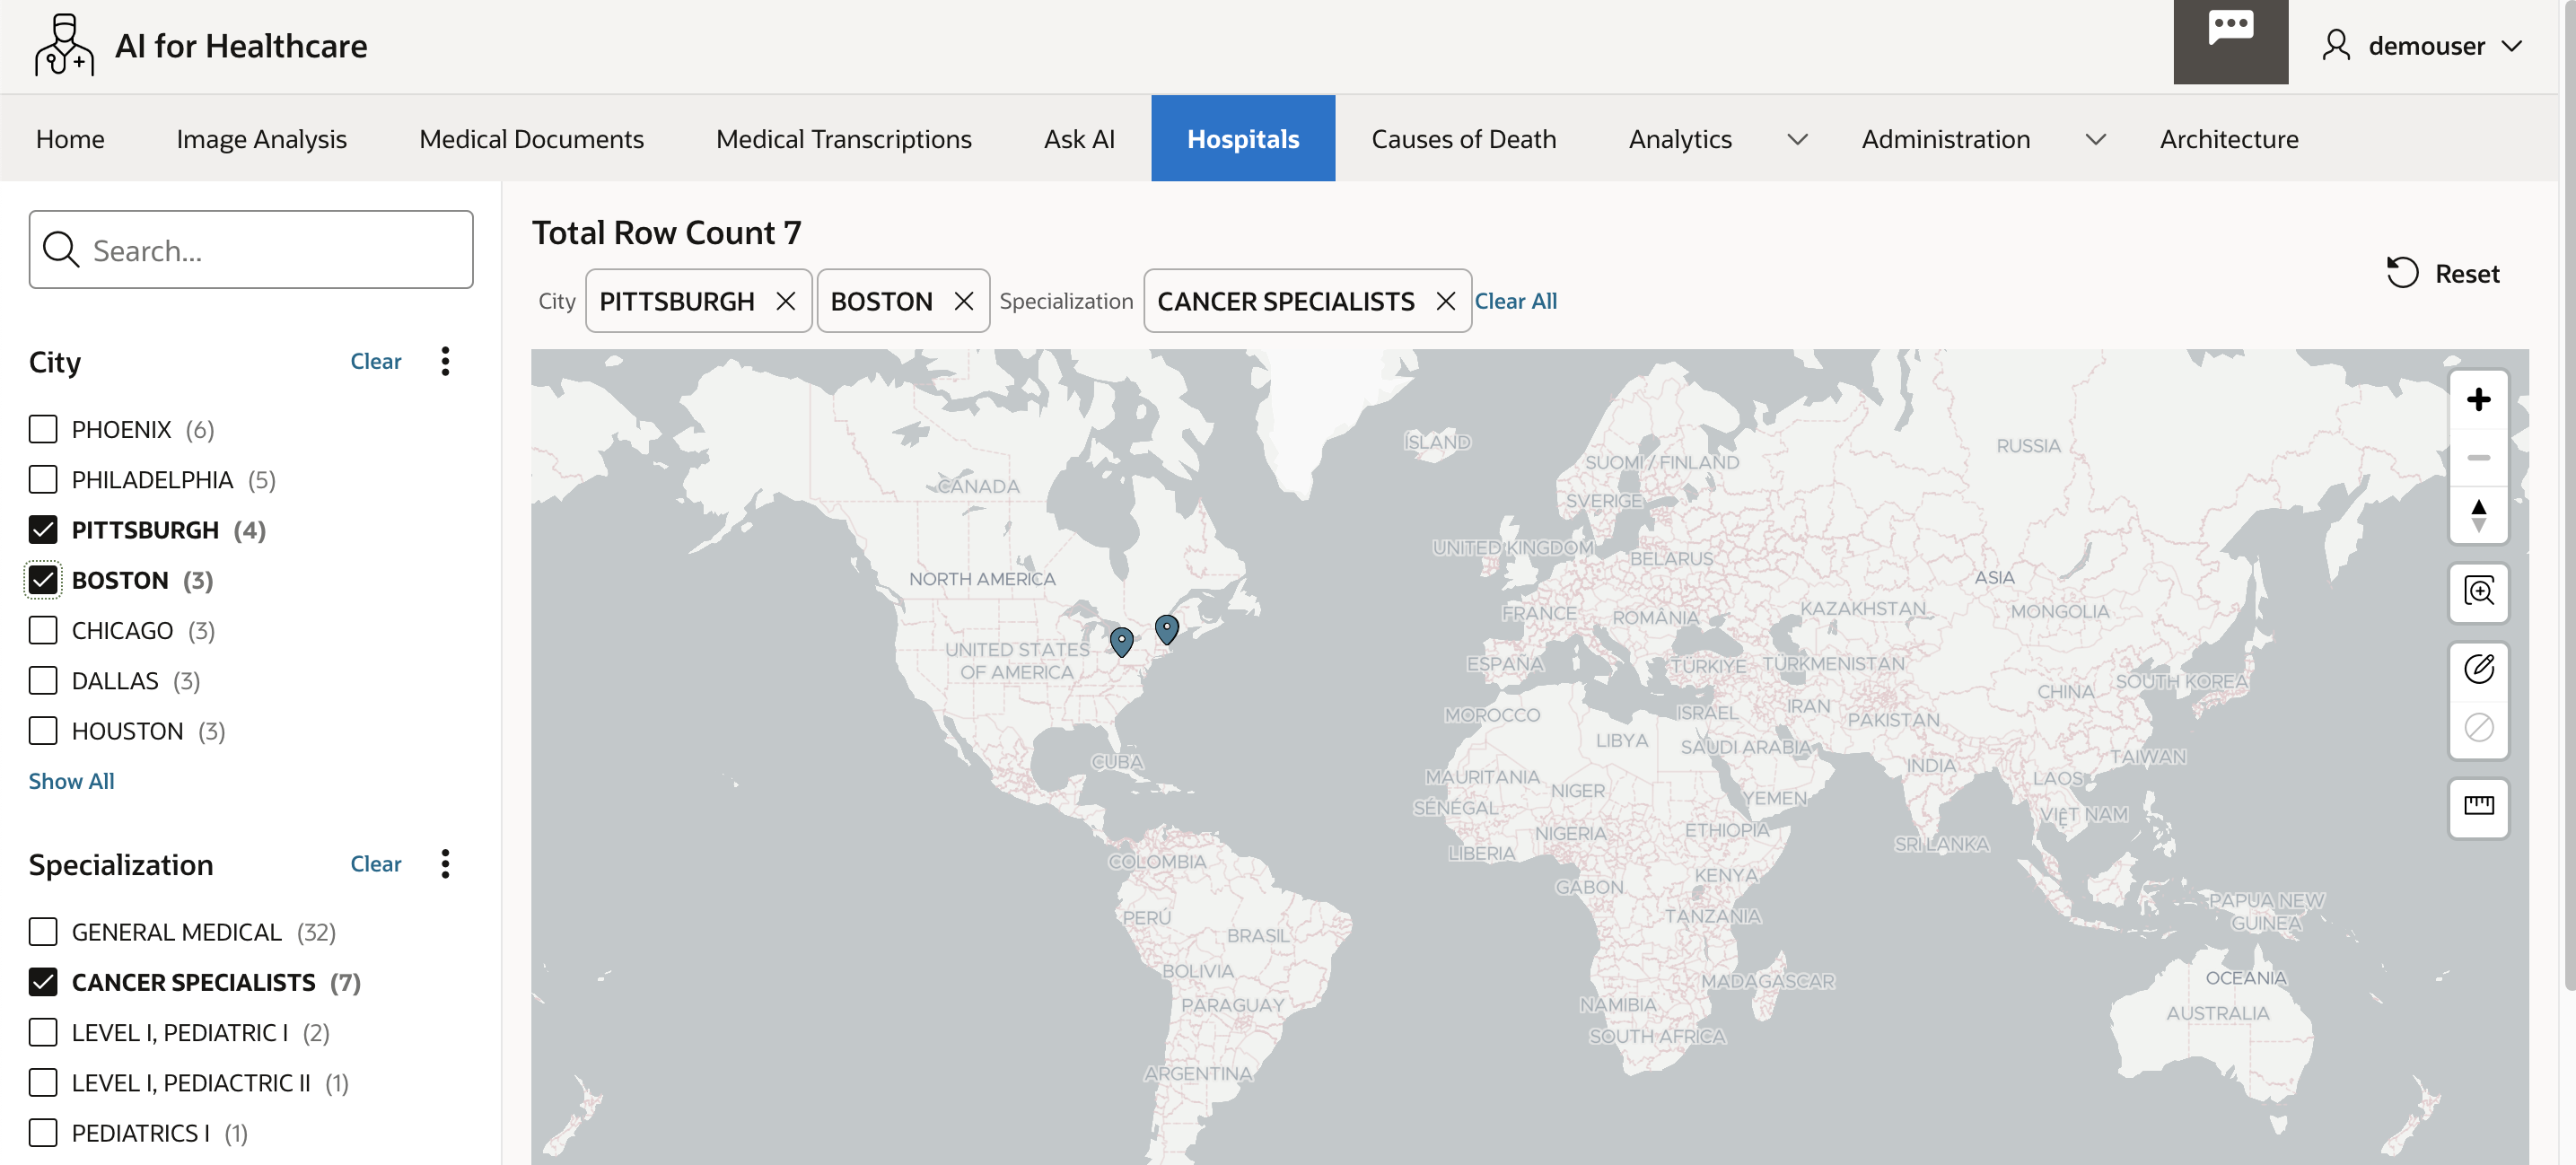 AI for Healthcare
demouser
Home Image Analysis Medical Documents Medical Transcriptions Ask AI Hospitals Causes of Death Analytics Administration Architecture
Search...
City Clear
PHOENIX (6)
PHILADELPHIA (5)
PITTSBURGH (4)
BOSTON (3)
CHICAGO (3)
DALLAS (3)
HOUSTON (3)
Show All
Specialization Clear
GENERAL MEDICAL (32)
CANCER SPECIALISTS (7)
LEVEL I, PEDIATRIC I (2)
LEVEL I, PEDIACTRIC II (1)
PEDIATRICS I (1)
Total Row Count 7
City PITTSBURGH BOSTON Specialization CANCER SPECIALISTS Clear All
Reset
ÍSLAND
RUSSIA
SUOMI / FINLAND
CANADA
SVERIGE
UNITED KINGDOM
BELARUS
NORTH AMERICA
ASIA
FRANCE
ROMÂNIA
KAZAKHSTAN
MONGOLIA
UNITED STATES
OF AMERICA
ESPAÑA
TÜRKIYE
TÜRKMENISTAN
SOUTH KOREA
CHINA
MOROCCO
ISRAEL
IRAN
PAKISTAN
LIBYA
SAUDI ARABIA
TAIWAN
CUBA
INDIA
MAURITANIA
LAOS
NIGER
YEMEN
SÉNÉGAL
VIỆT NAM
NIGERIA
ETHIOPIA
SRI LANKA
LIBERIA
COLOMBIA
KENYA
GABON
PAPUA NEW
GUINEA
PERÚ
TANZANIA
BRASIL
BOLIVIA
MADAGASCAR
OCEANIA
PARAGUAY
NAMIBIA
AUSTRALIA
SOUTH AFRICA
ARGENTINA